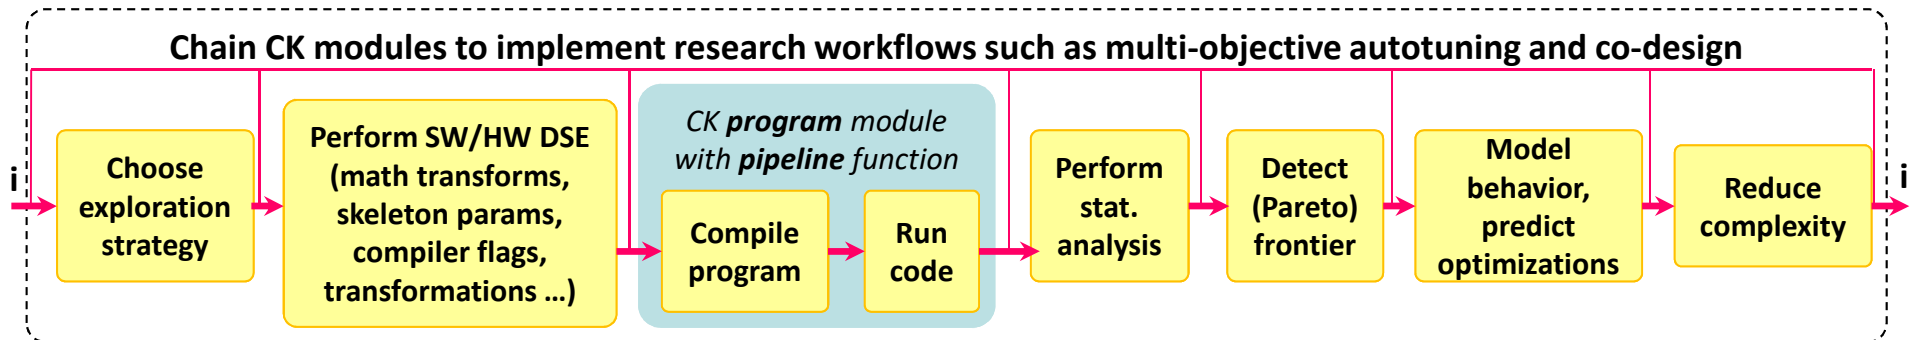 Chain CK modules to implement research workflows such as multi-objective autotuning and co-design
i
Choose
exploration
strategy
Perform SW/HW DSE
(math transforms,
skeleton params,
compiler flags,
transformations …)
CK program module
with pipeline function
Compile
program
Run
code
Perform
stat.
analysis
Detect
(Pareto)
frontier
Model
behavior,
predict
optimizations
Reduce
complexity
i